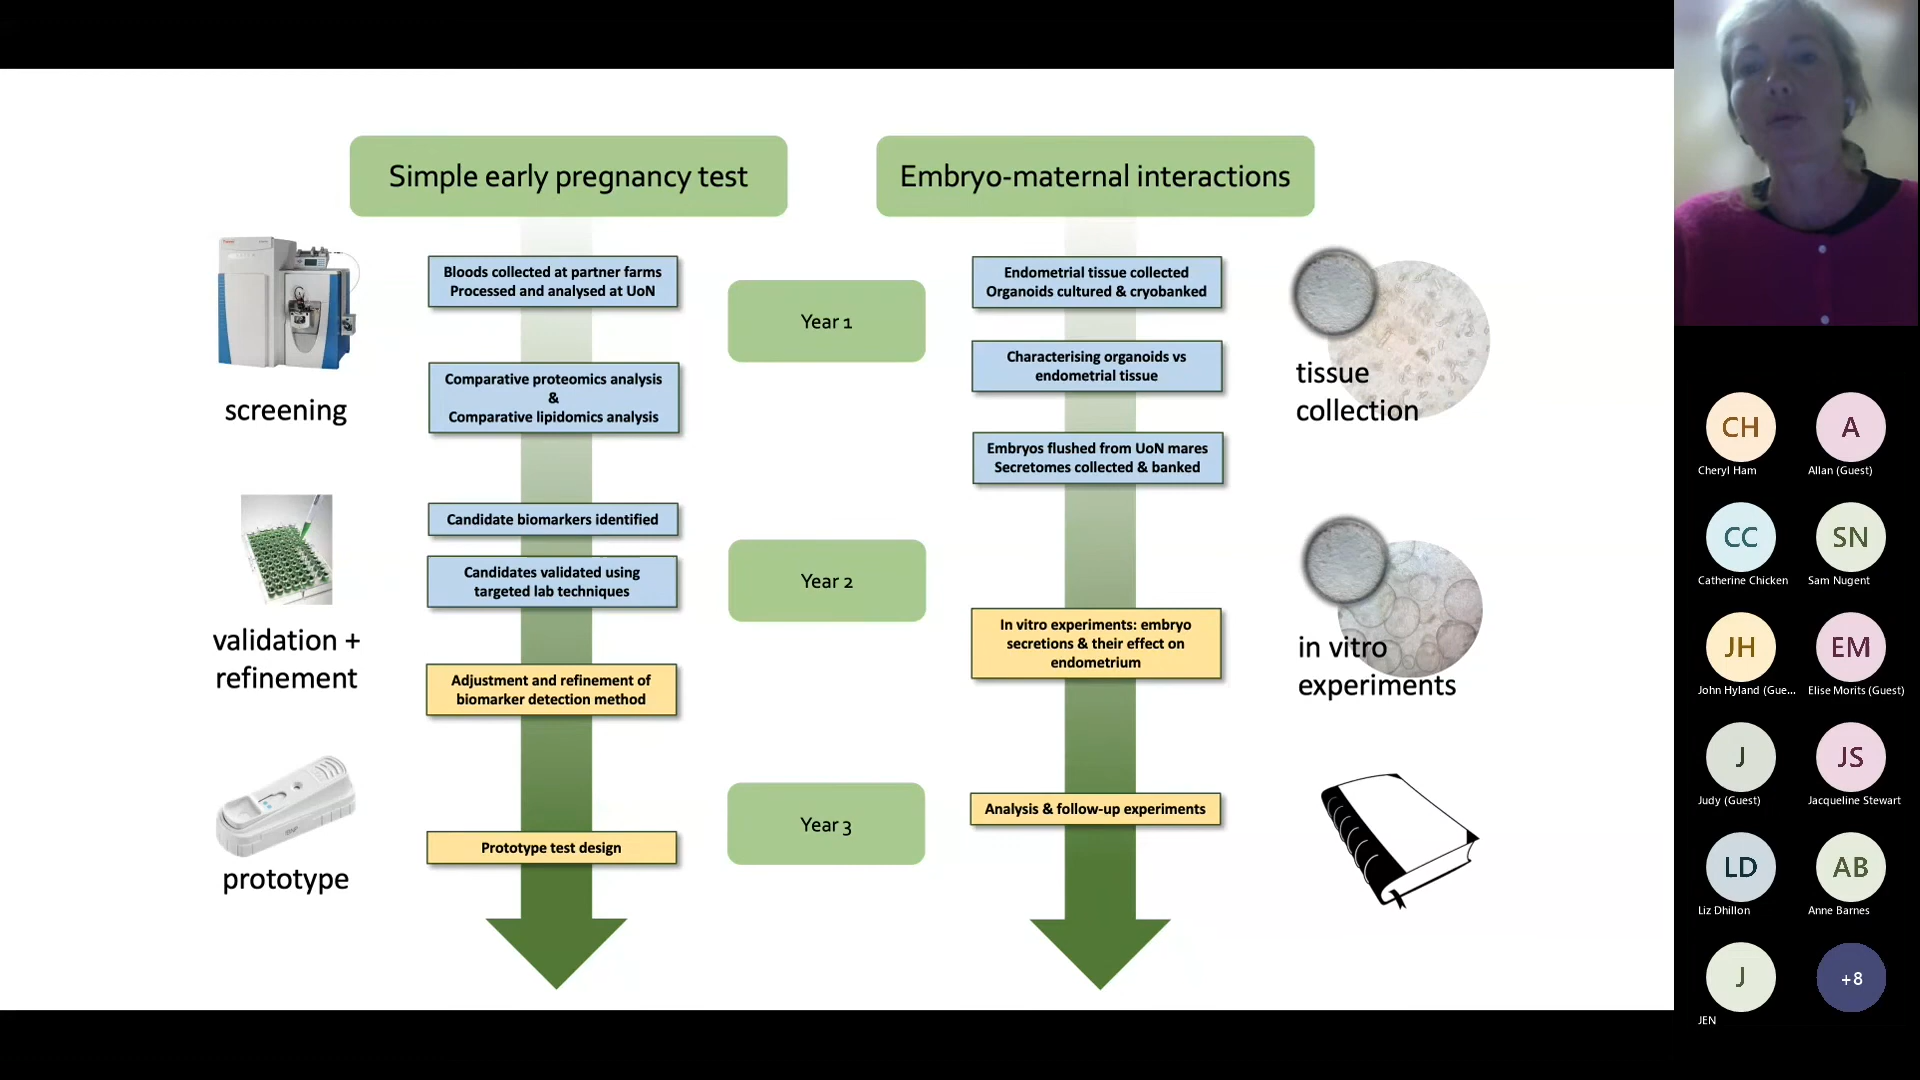 Simple early pregnancy test
Embryo-maternal interactions
Bloods collected at partner farms
Processed and analysed at UoN
Comparative proteomics analysis
&
Comparative lipidomics analysis
Candidate biomarkers identified
Candidates validated using
targeted lab techniques
Adjustment and refinement of
biomarker detection method
Prototype test design
screening
validation +
refinement
prototype
Year 1
Year 2
Year 3
Endometrial tissue collected
Organoids cultured & cryobanked
Characterising organoids vs
endometrial tissue
Embryos flushed from UoN mares
Secretomes collected & banked
In vitro experiments: embryo
secretions & their effect on
endometrium
Analysis & follow-up experiments
tissue
collection
in vitro
experiments
CH
Cheryl Ham
A
Allan (Guest)
CC
Catherine Chicken
SN
Sam Nugent
JH
John Hyland (Gue...
EM
Elise Morits (Guest)
J
Judy (Guest)
JS
Jacqueline Stewart
LD
Liz Dhillon
AB
Anne Barnes
J
JEN
+8